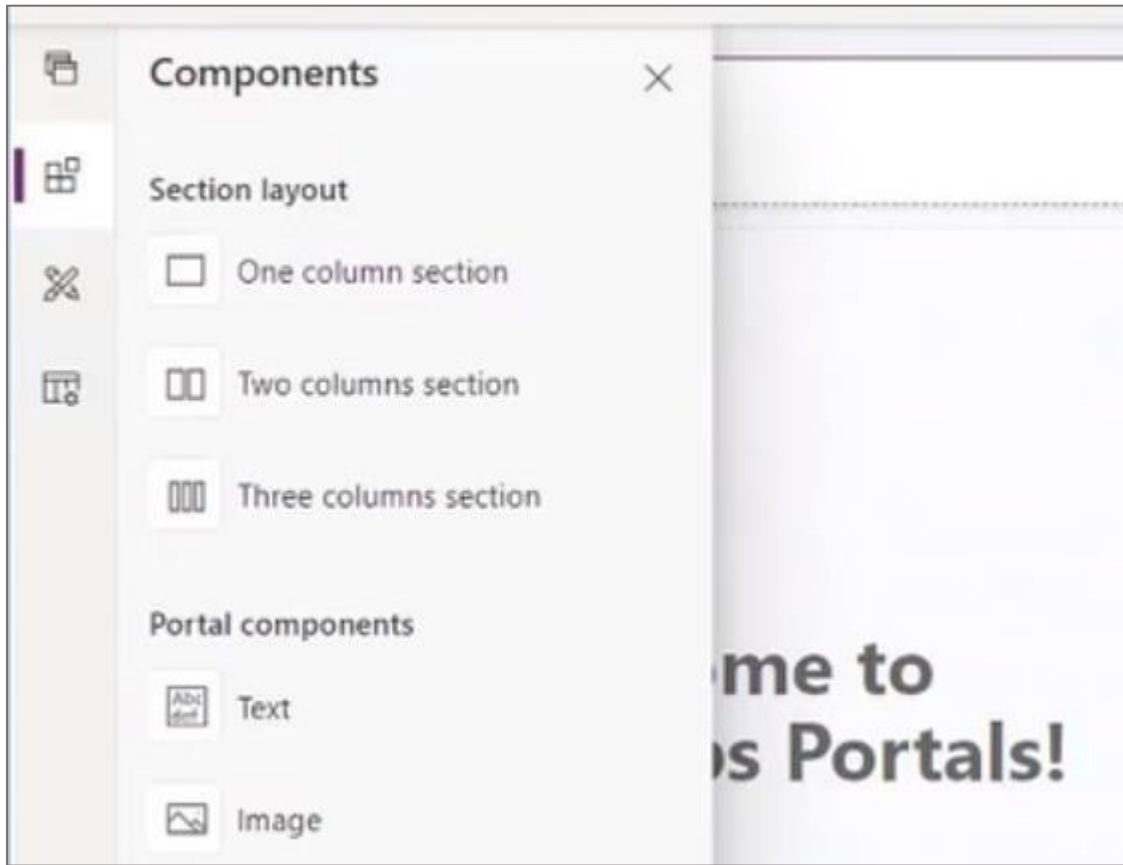 Components
Section layout
One column section
Two columns section
Three columns section
Portal components
Text
Image
me to
s Portals!